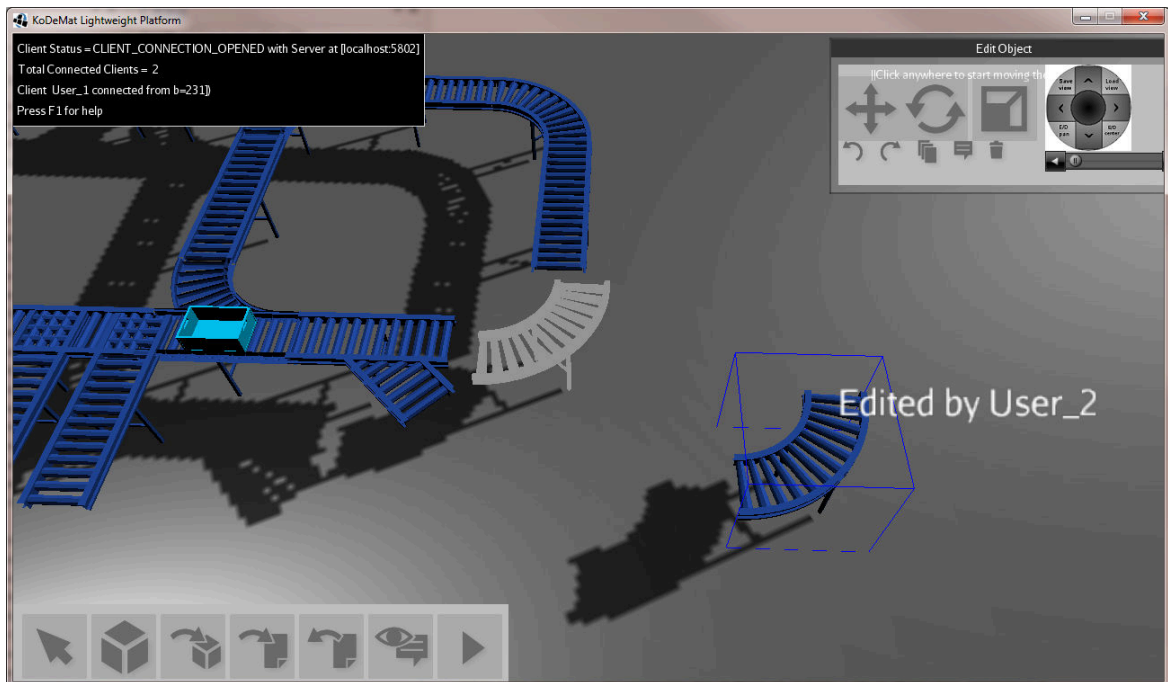 KoDeMat Lightweight Platform
Client Status = CLIENT_CONNECTION_OPENED with Server at [localhost:5802]
Total Connected Clients = 2
Client User_1 connected from b=231])
Press F1 for help
Edit Object
||Click anywhere to start moving the
Save view
Load view
E/D pan
E/D center
Edited by User_2